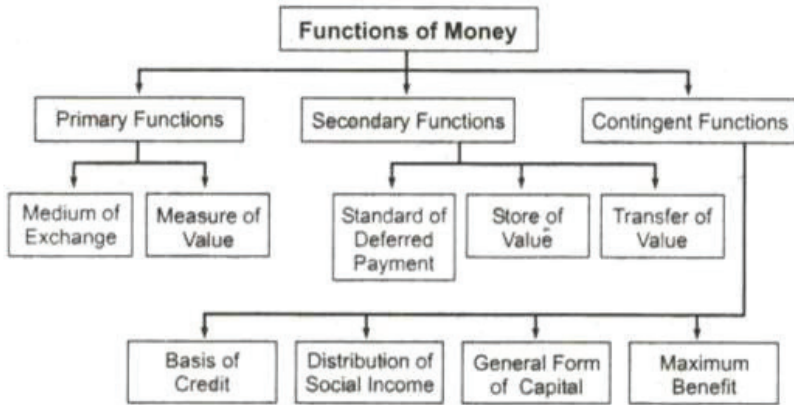 Functions of Money
Primary Functions
Secondary Functions
Contingent Functions
Medium of
Exchange
Measure of
Value
Standard of
Deferred
Payment
Store of
Value
Transfer of
Value
Basis of
Credit
Distribution of
Social Income
General Form
of Capital
Maximum
Benefit